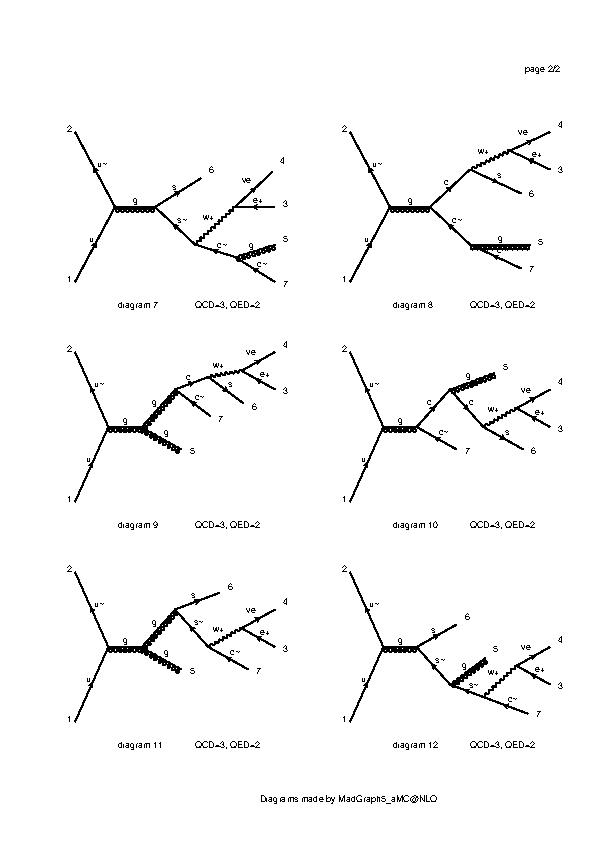 page 2/2
2
u~
u
1
g
s
6
s~
w+
ve
4
e+
3
c~
g
5
c~
7
diagram 7 QCD=3, QED=2
2
u~
u
1
g
c
w+
ve
4
e+
3
s
6
c~
g
5
c~
7
diagram 8 QCD=3, QED=2
2
u~
u
1
g
g
c
w+
ve
4
e+
3
s
6
c~
7
g
5
diagram 9 QCD=3, QED=2
2
u~
u
1
g
c
g
5
c
w+
ve
4
e+
3
s
6
c~
7
diagram 10 QCD=3, QED=2
2
u~
u
1
g
g
s
6
s~
w+
ve
4
e+
3
c~
7
g
5
diagram 11 QCD=3, QED=2
2
u~
u
1
g
s
6
s~
g
5
s~
w+
ve
4
e+
3
c~
7
diagram 12 QCD=3, QED=2
Diagrams made by MadGraph5_aMC@NLO